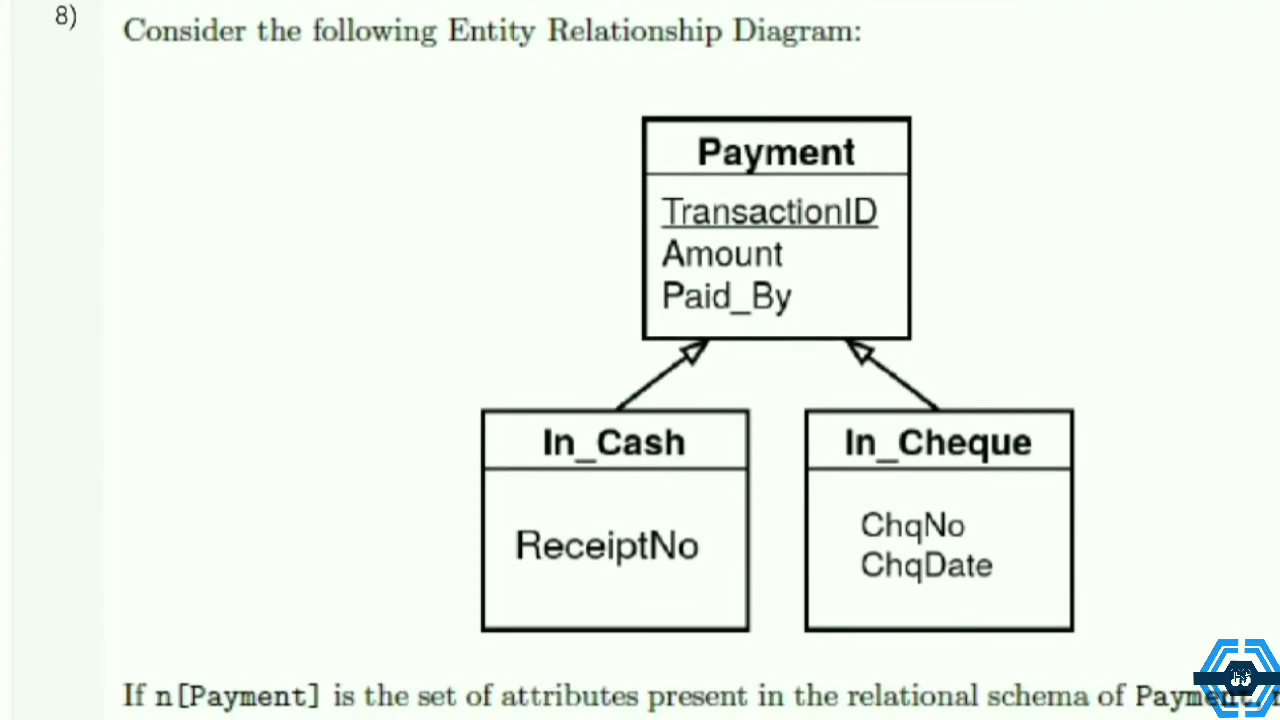 8)
Consider the following Entity Relationship Diagram:
Payment
TransactionID
Amount
Paid_By
In_Cash
ReceiptNo
In_Cheque
ChqNo
ChqDate
If n[Payment] is the set of attributes present in the relational schema of Payment